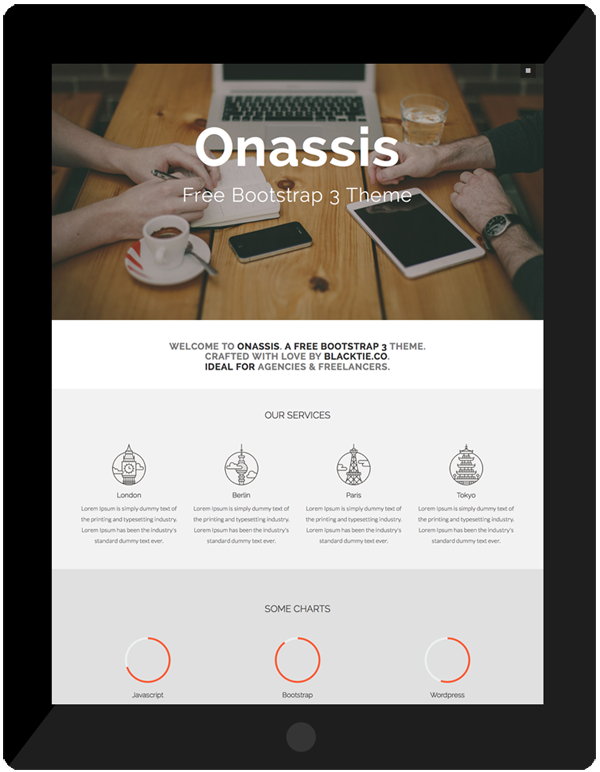 Onassis
Free Bootstrap 3 Theme
WELCOME TO ONASSIS. A FREE BOOTSTRAP 3 THEME.
CRAFTED WITH LOVE BY BLACKTIE.CO.
IDEAL FOR AGENCIES & FREELANCERS.
OUR SERVICES
London
Berlin
Paris
Tokyo
Lorem Ipsum is simply dummy text of
the printing and typesetting industry.
Lorem Ipsum has been the industry's
standard dummy text ever.
Lorem Ipsum is simply dummy text of
the printing and typesetting industry.
Lorem Ipsum has been the industry's
standard dummy text ever.
Lorem Ipsum is simply dummy text of
the printing and typesetting industry.
Lorem Ipsum has been the industry's
standard dummy text ever.
Lorem Ipsum is simply dummy text of
the printing and typesetting industry.
Lorem Ipsum has been the industry's
standard dummy text ever.
SOME CHARTS
Javascript
Bootstrap
Wordpress